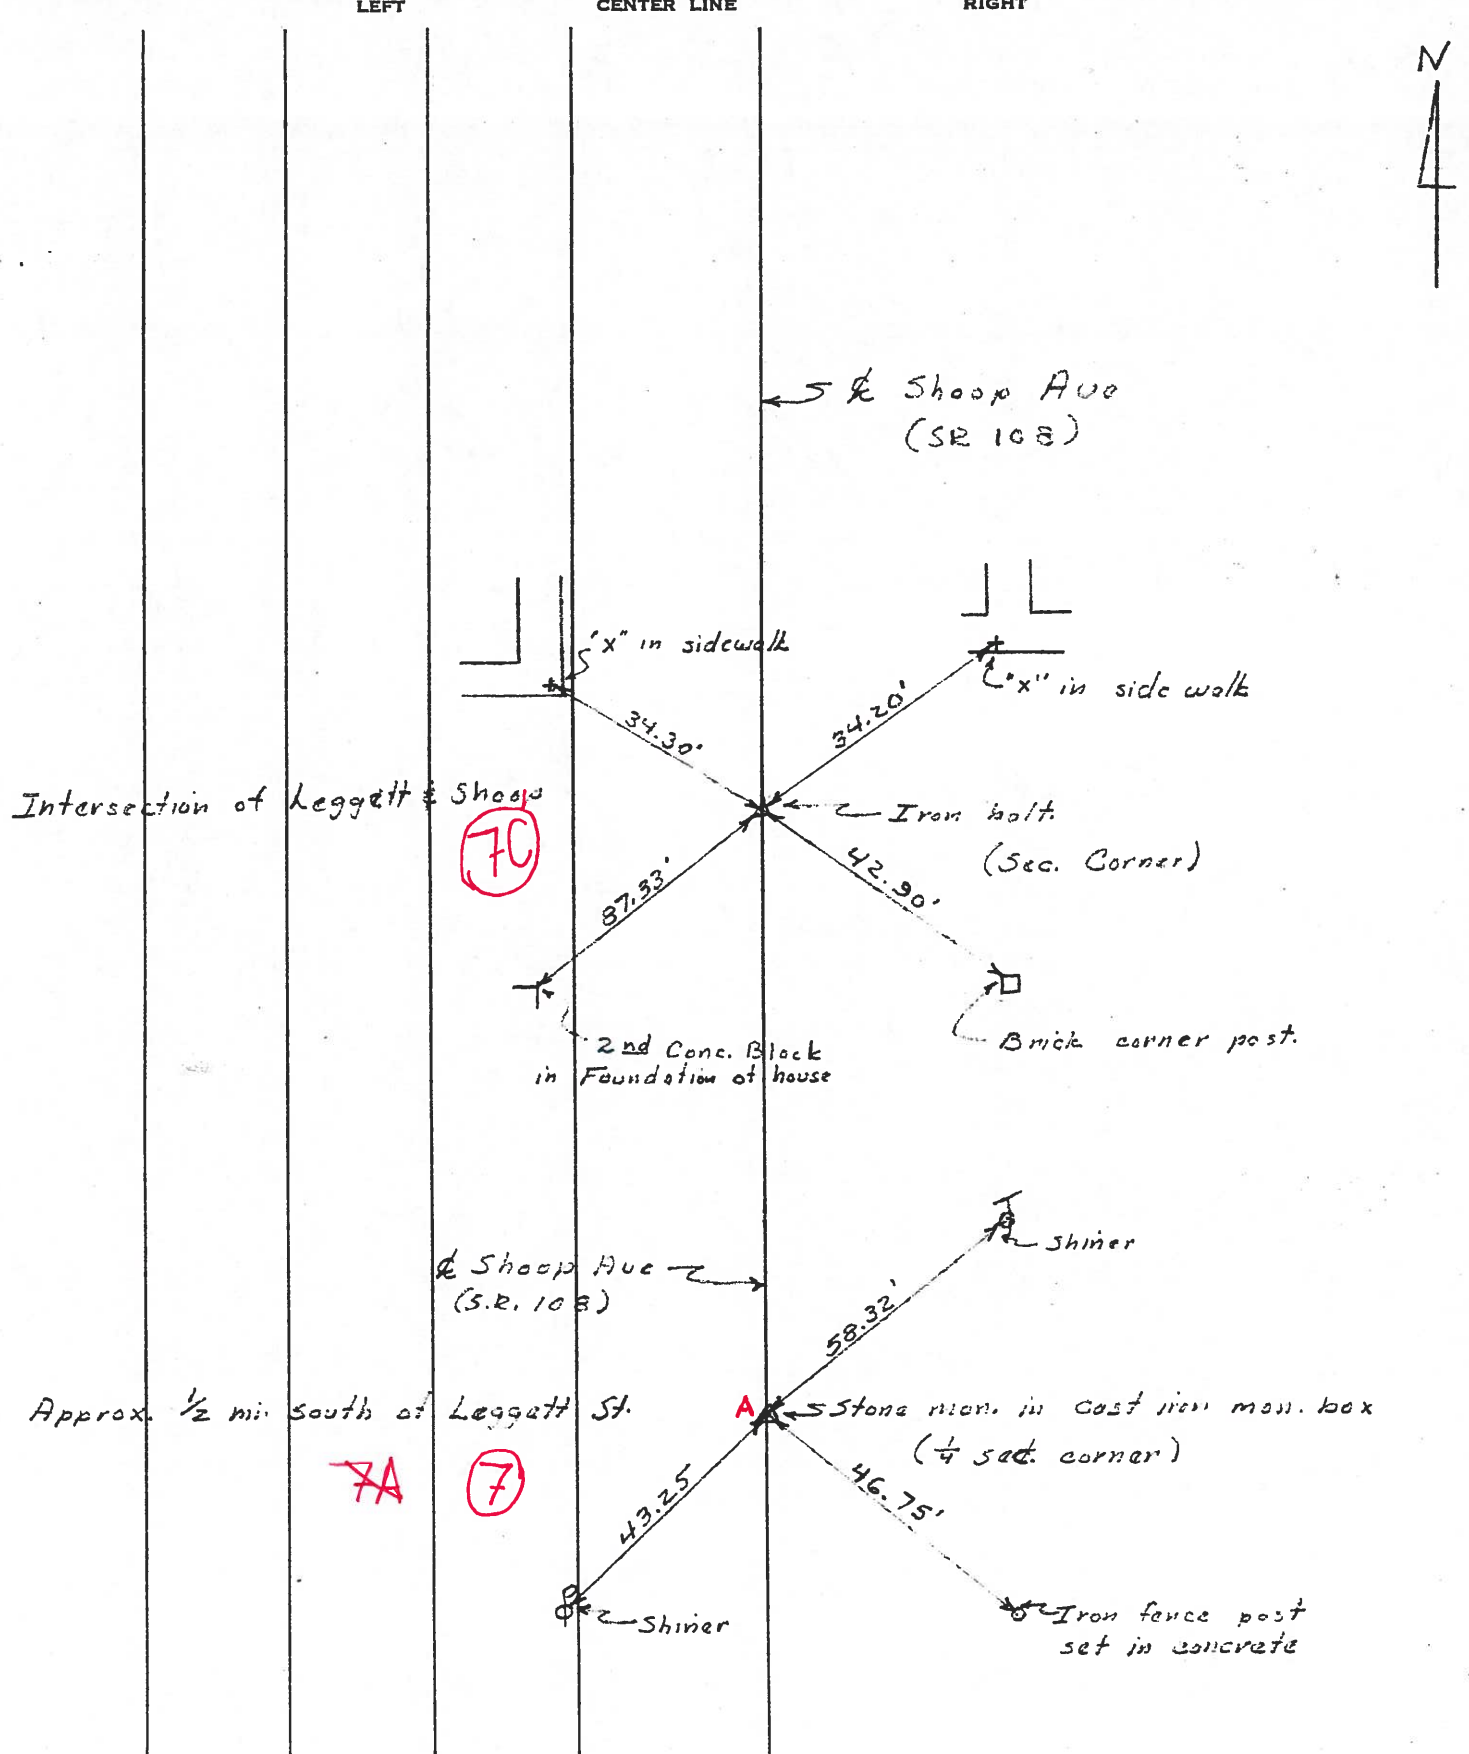 LEFT CENTER LINE RIGHT
N
℄ Shoop Ave
(SR 108)
"x" in sidewalk
"x" in side walk
34.30'
34.20'
Intersection of Leggett & Shoop
7C
Iron bolt.
(Sec. Corner)
87.33'
42.90'
2nd Conc. Block
in Foundation of house
Brick corner post.
Shiner
℄ Shoop Ave
(S.R. 108)
58.32'
Approx. 1/2 mi. south of Leggett St.
A
Stone mon. in cast iron mon. box
(1/4 sec. corner)
7A
7
43.25
46.75'
Shiner
Iron fence post
set in concrete